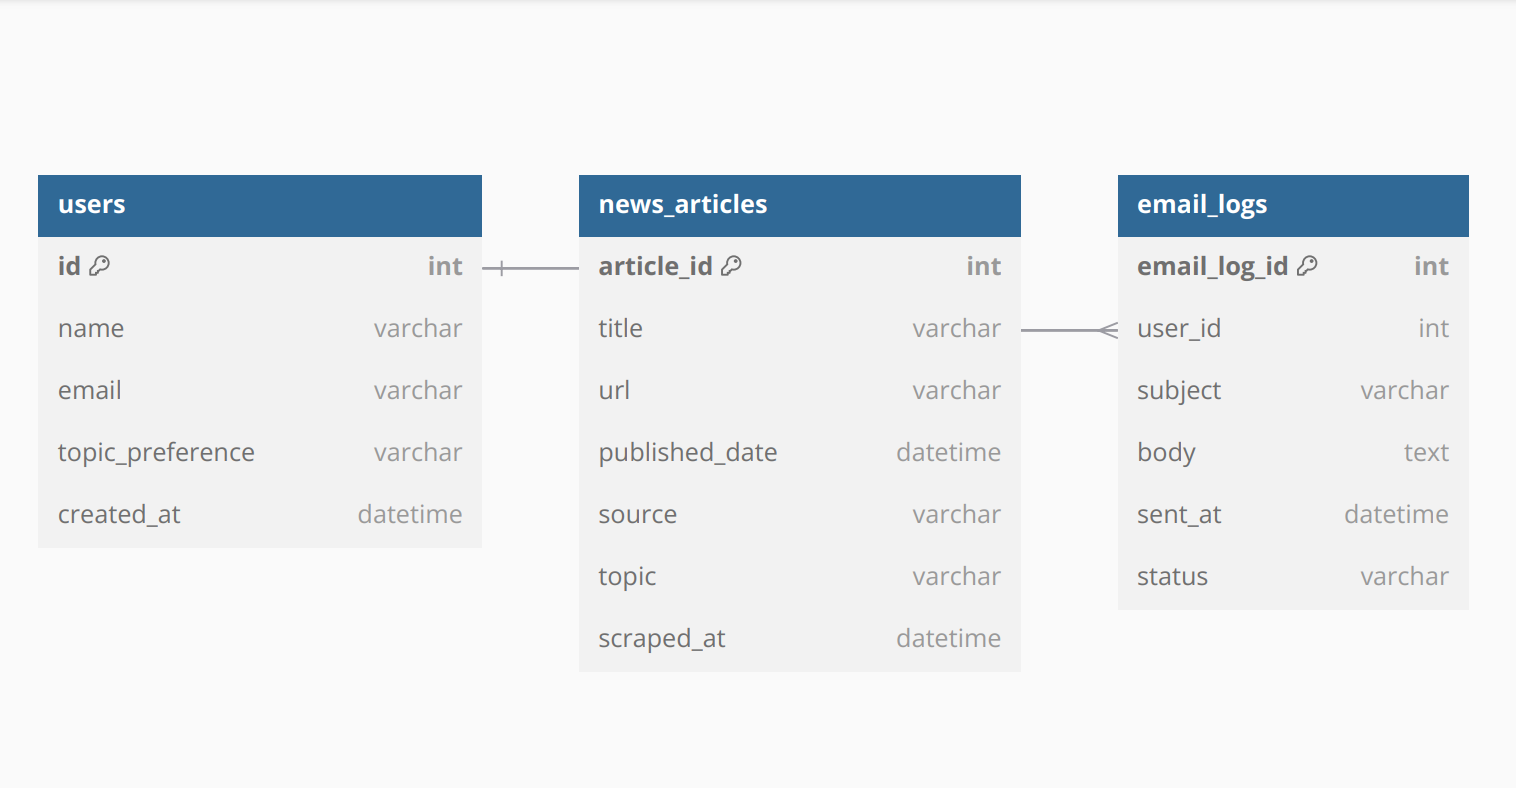 users
id int
name varchar
email varchar
topic_preference varchar
created_at datetime
news_articles
article_id int
title varchar
url varchar
published_date datetime
source varchar
topic varchar
scraped_at datetime
email_logs
email_log_id int
user_id int
subject varchar
body text
sent_at datetime
status varchar